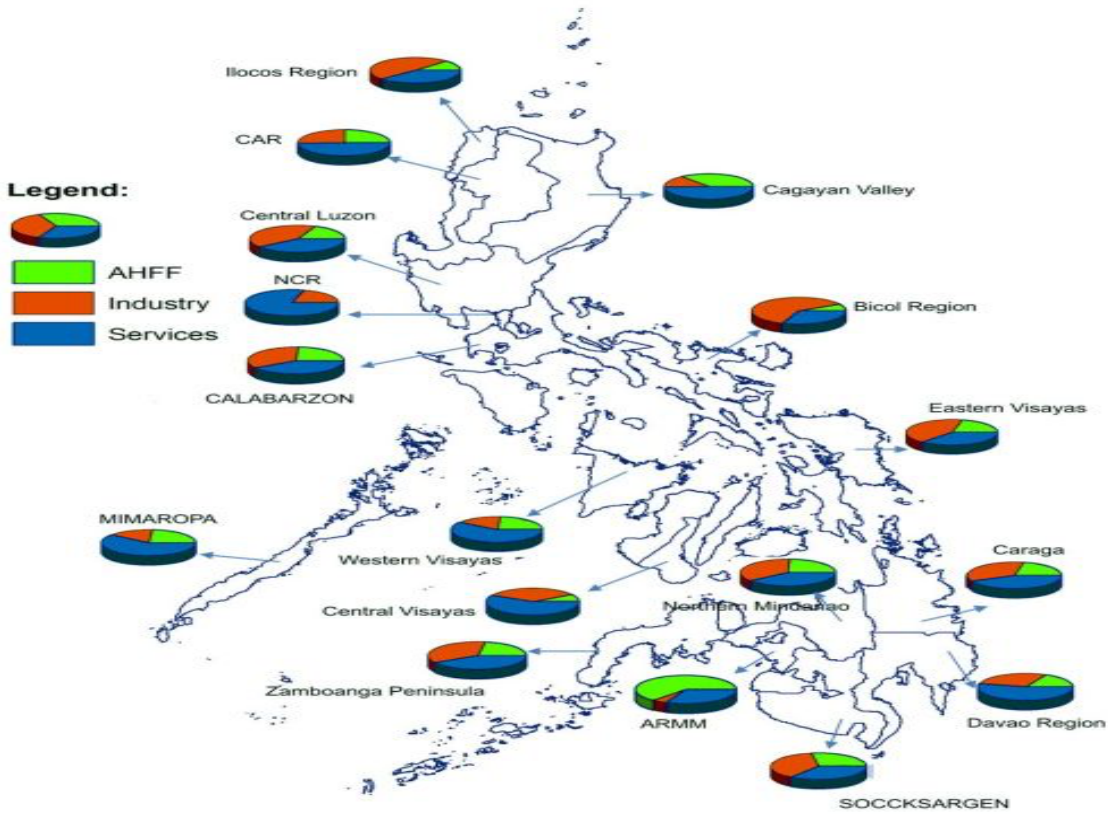 Ilocos Region
CAR
Legend:
AHFF
Industry
Services
Central Luzon
NCR
CALABARZON
Cagayan Valley
Bicol Region
Eastern Visayas
MIMAROPA
Western Visayas
Central Visayas
Northern Mindanao
Caraga
Zamboanga Peninsula
ARMM
Davao Region
SOCCKSARGEN